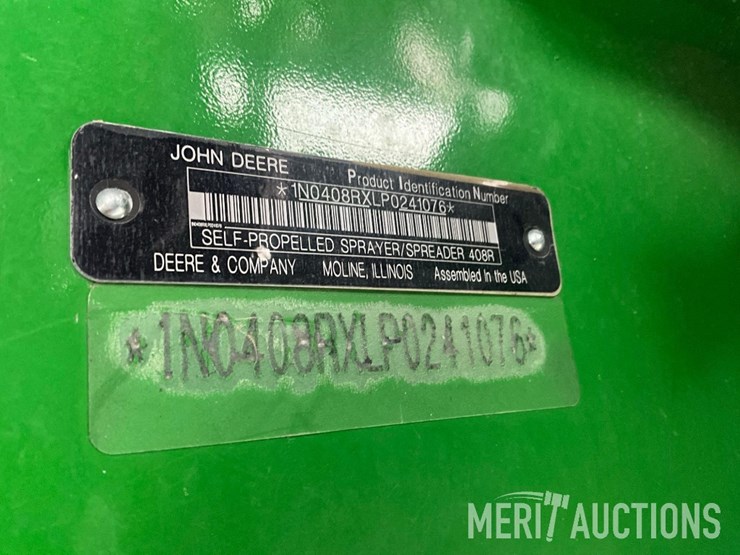 JOHN DEERE
Product Identification Number
*1N0408RXLP0241076*
SELF-PROPELLED SPRAYER/SPREADER 408R
DEERE & COMPANY MOLINE, ILLINOIS Assembled in the USA
*1N0408RXLP0241076*
MERIT AUCTIONS